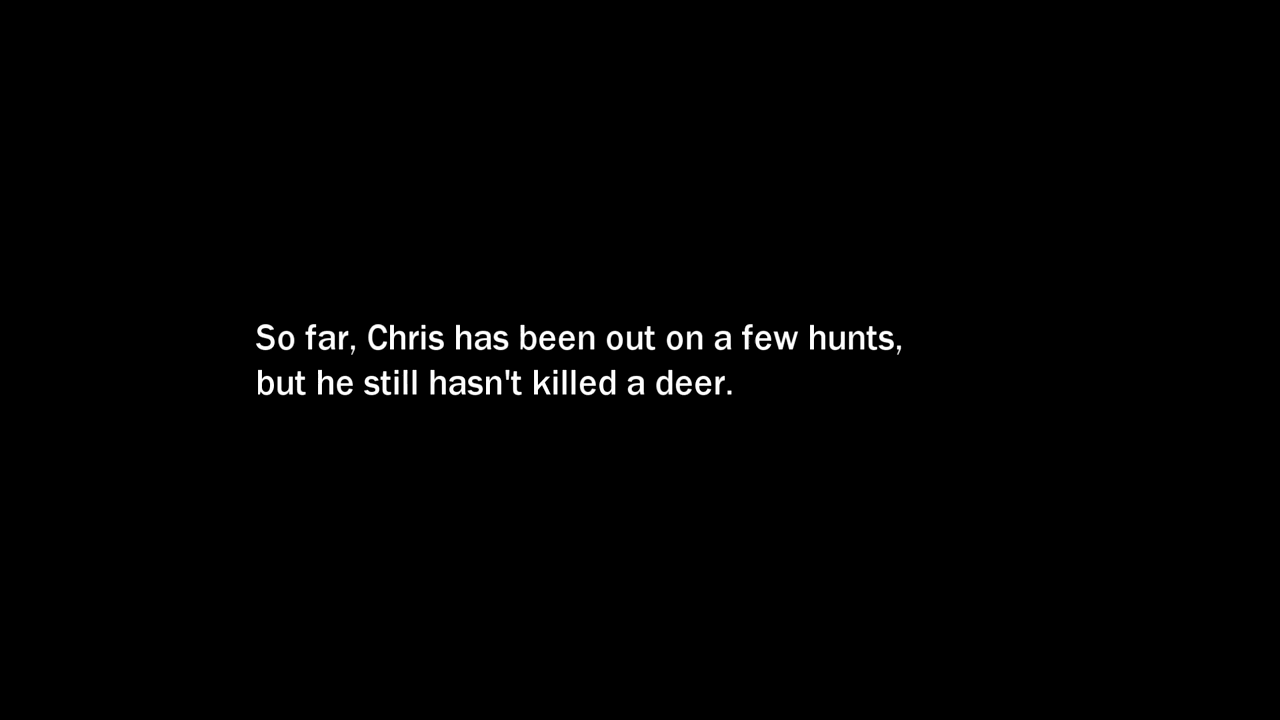 So far, Chris has been out on a few hunts,
but he still hasn't killed a deer.